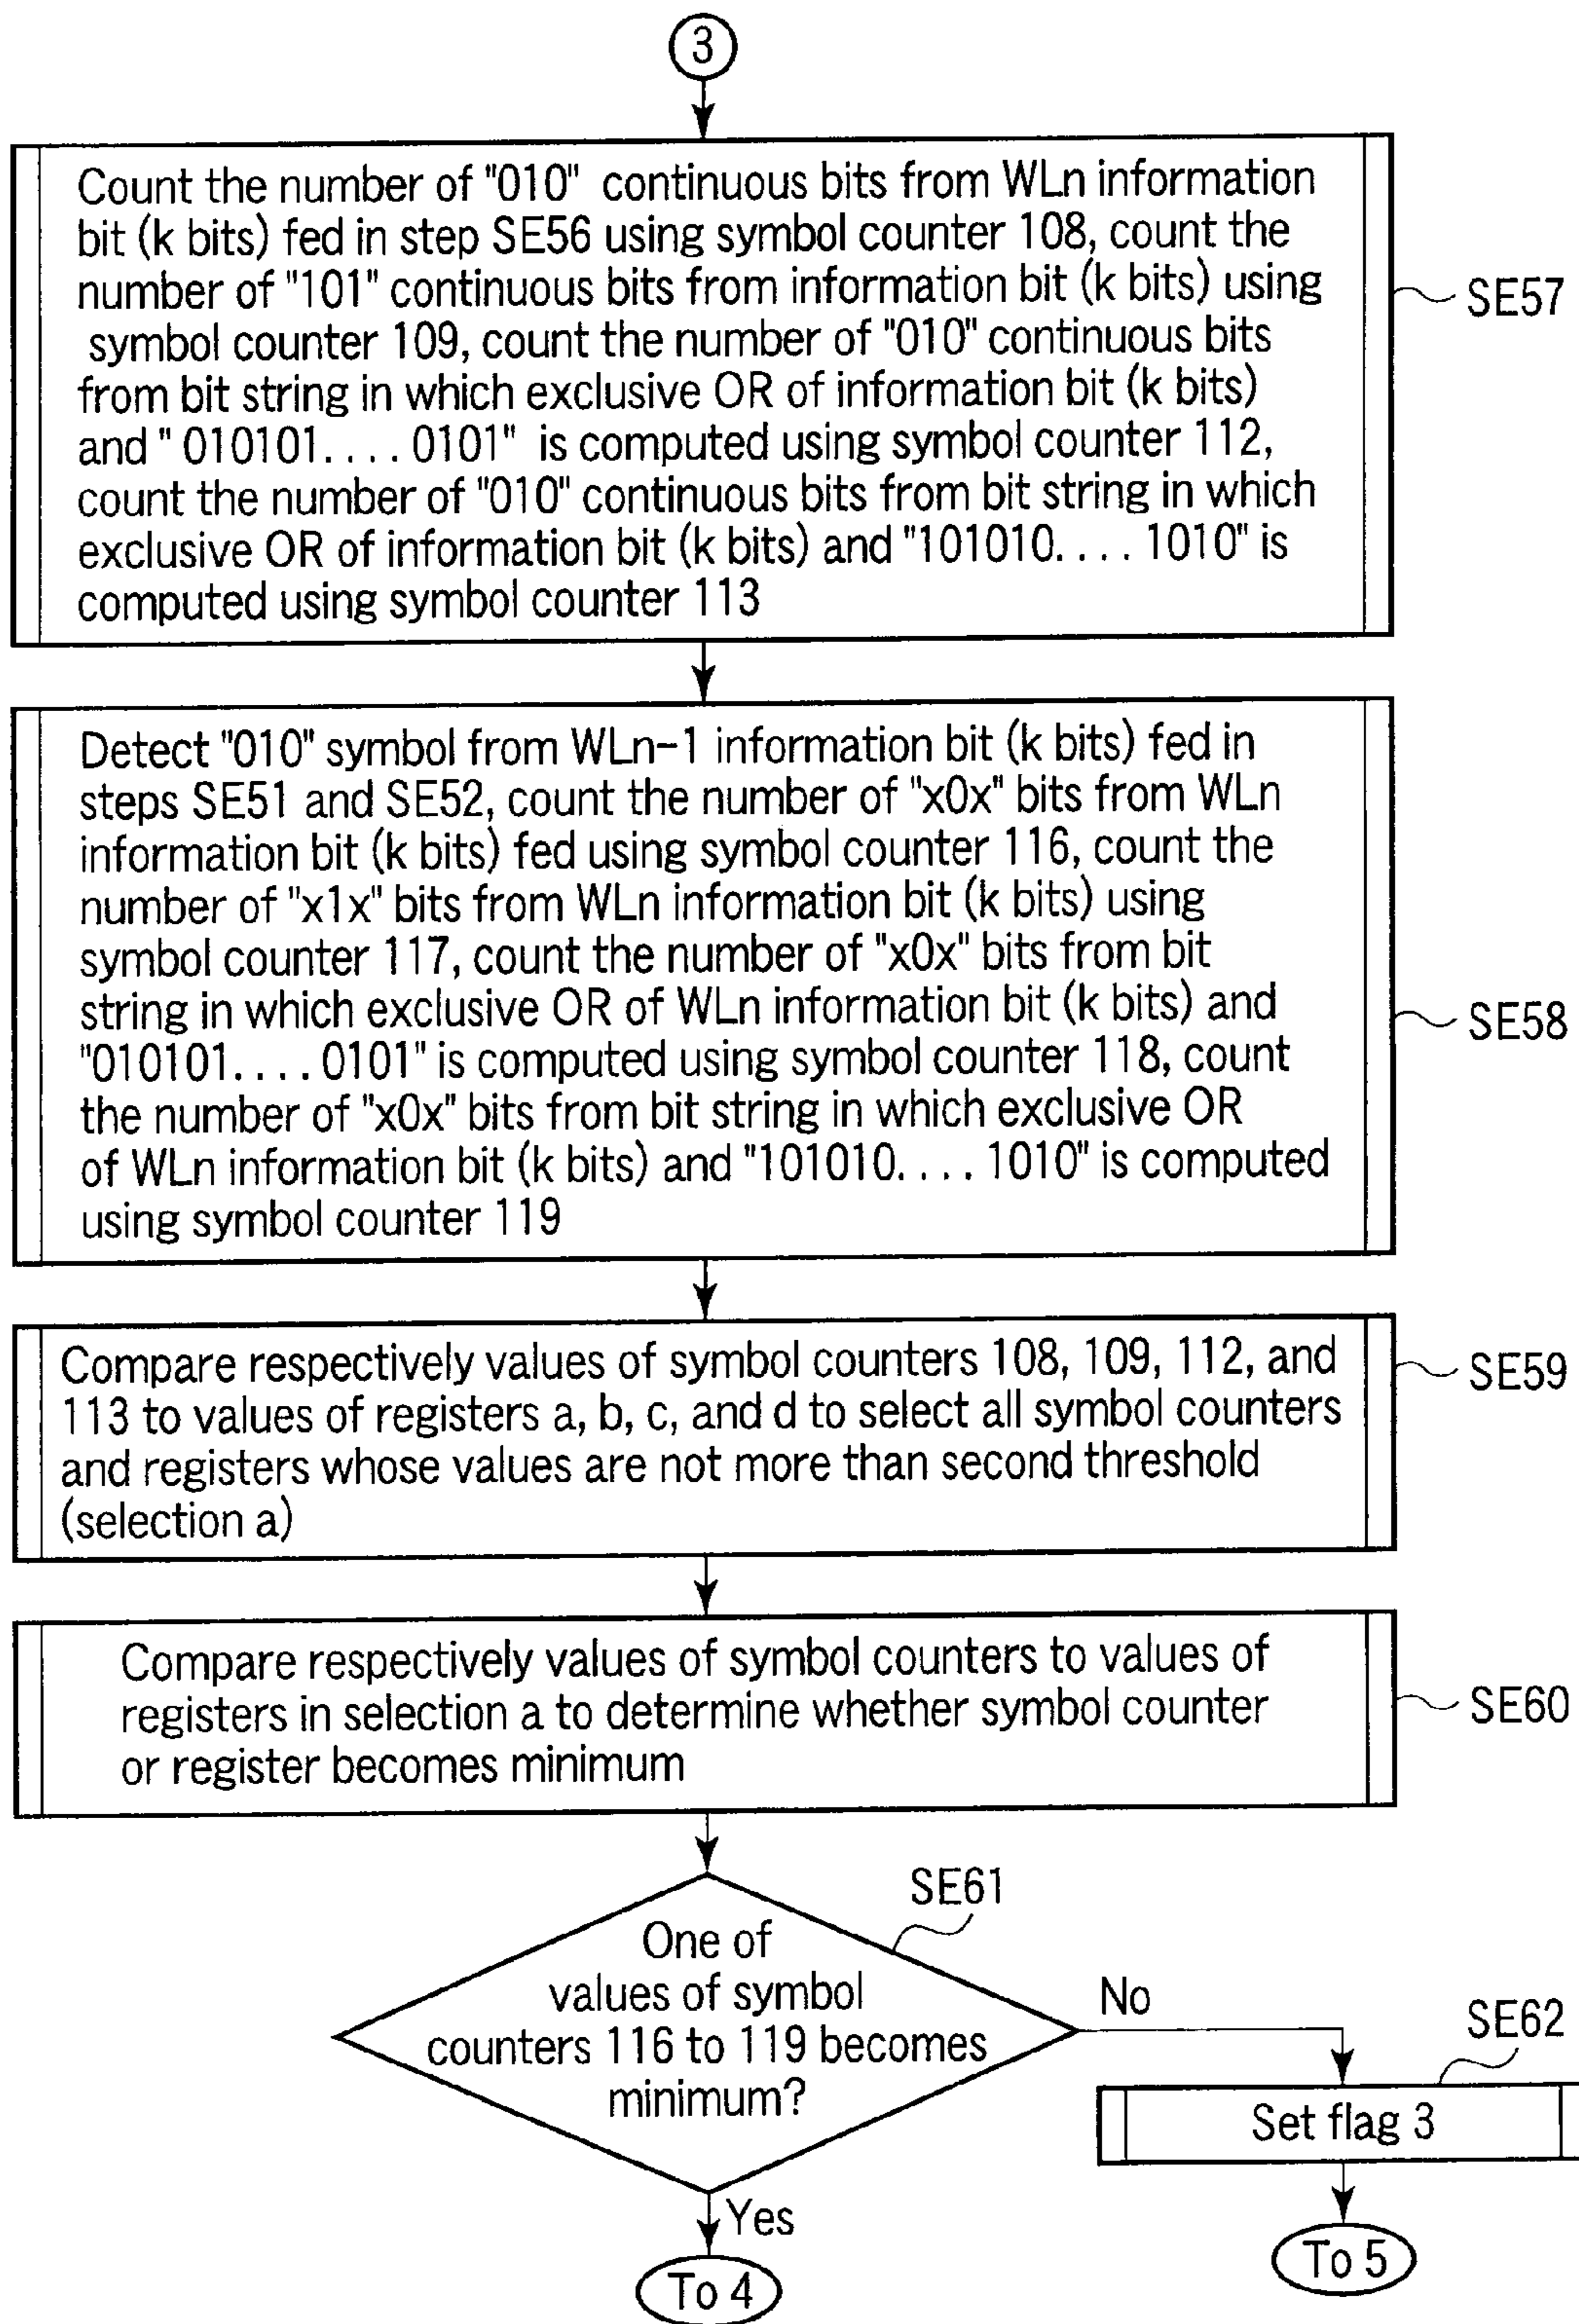 3
Count the number of "010" continuous bits from WLn information
bit (k bits) fed in step SE56 using symbol counter 108, count the
number of "101" continuous bits from information bit (k bits) using
symbol counter 109, count the number of "010" continuous bits
from bit string in which exclusive OR of information bit (k bits)
and " 010101.... 0101" is computed using symbol counter 112,
count the number of "010" continuous bits from bit string in which
exclusive OR of information bit (k bits) and "101010.... 1010" is
computed using symbol counter 113
SE57
Detect "010" symbol from WLn-1 information bit (k bits) fed in
steps SE51 and SE52, count the number of "x0x" bits from WLn
information bit (k bits) fed using symbol counter 116, count the
number of "x1x" bits from WLn information bit (k bits) using
symbol counter 117, count the number of "x0x" bits from bit
string in which exclusive OR of WLn information bit (k bits) and
"010101.... 0101" is computed using symbol counter 118, count
the number of "x0x" bits from bit string in which exclusive OR
of WLn information bit (k bits) and "101010.... 1010" is computed
using symbol counter 119
SE58
Compare respectively values of symbol counters 108, 109, 112, and
113 to values of registers a, b, c, and d to select all symbol counters
and registers whose values are not more than second threshold
(selection a)
SE59
Compare respectively values of symbol counters to values of
registers in selection a to determine whether symbol counter
or register becomes minimum
SE60
SE61
One of
values of symbol
counters 116 to 119 becomes
minimum?
No
SE62
Set flag 3
Yes
To 4
To 5